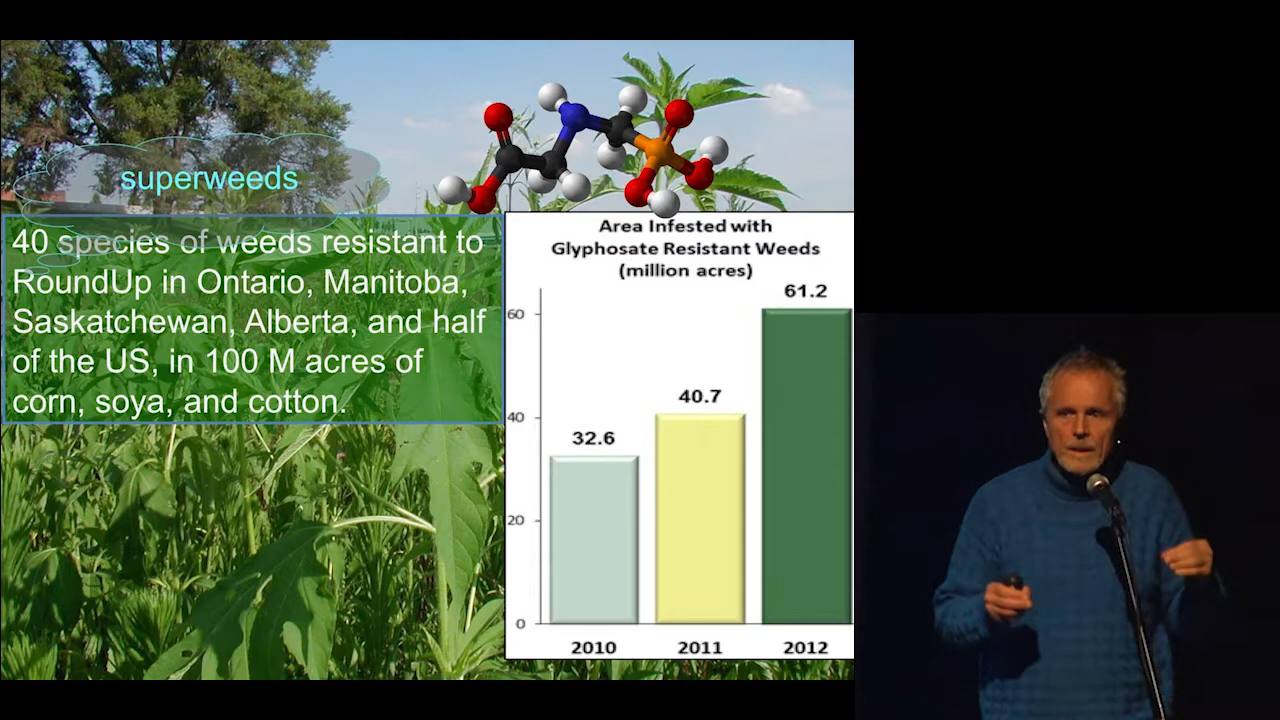 superweeds
40 species of weeds resistant to
RoundUp in Ontario, Manitoba,
Saskatchewan, Alberta, and half
of the US, in 100 M acres of
corn, soya, and cotton.
Area Infested with
Glyphosate Resistant Weeds
(million acres)
61.2
60
40.7
40
32.6
20
0
2010 2011 2012